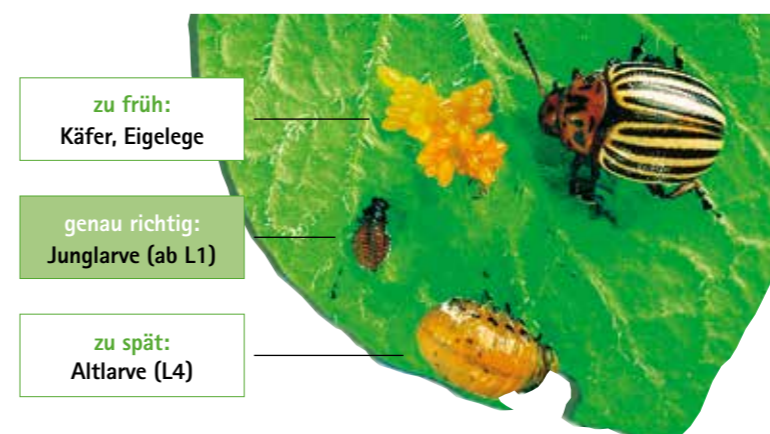 zu früh:
Käfer, Eigelege
genau richtig:
Junglarve (ab L1)
zu spät:
Altlarve (L4)